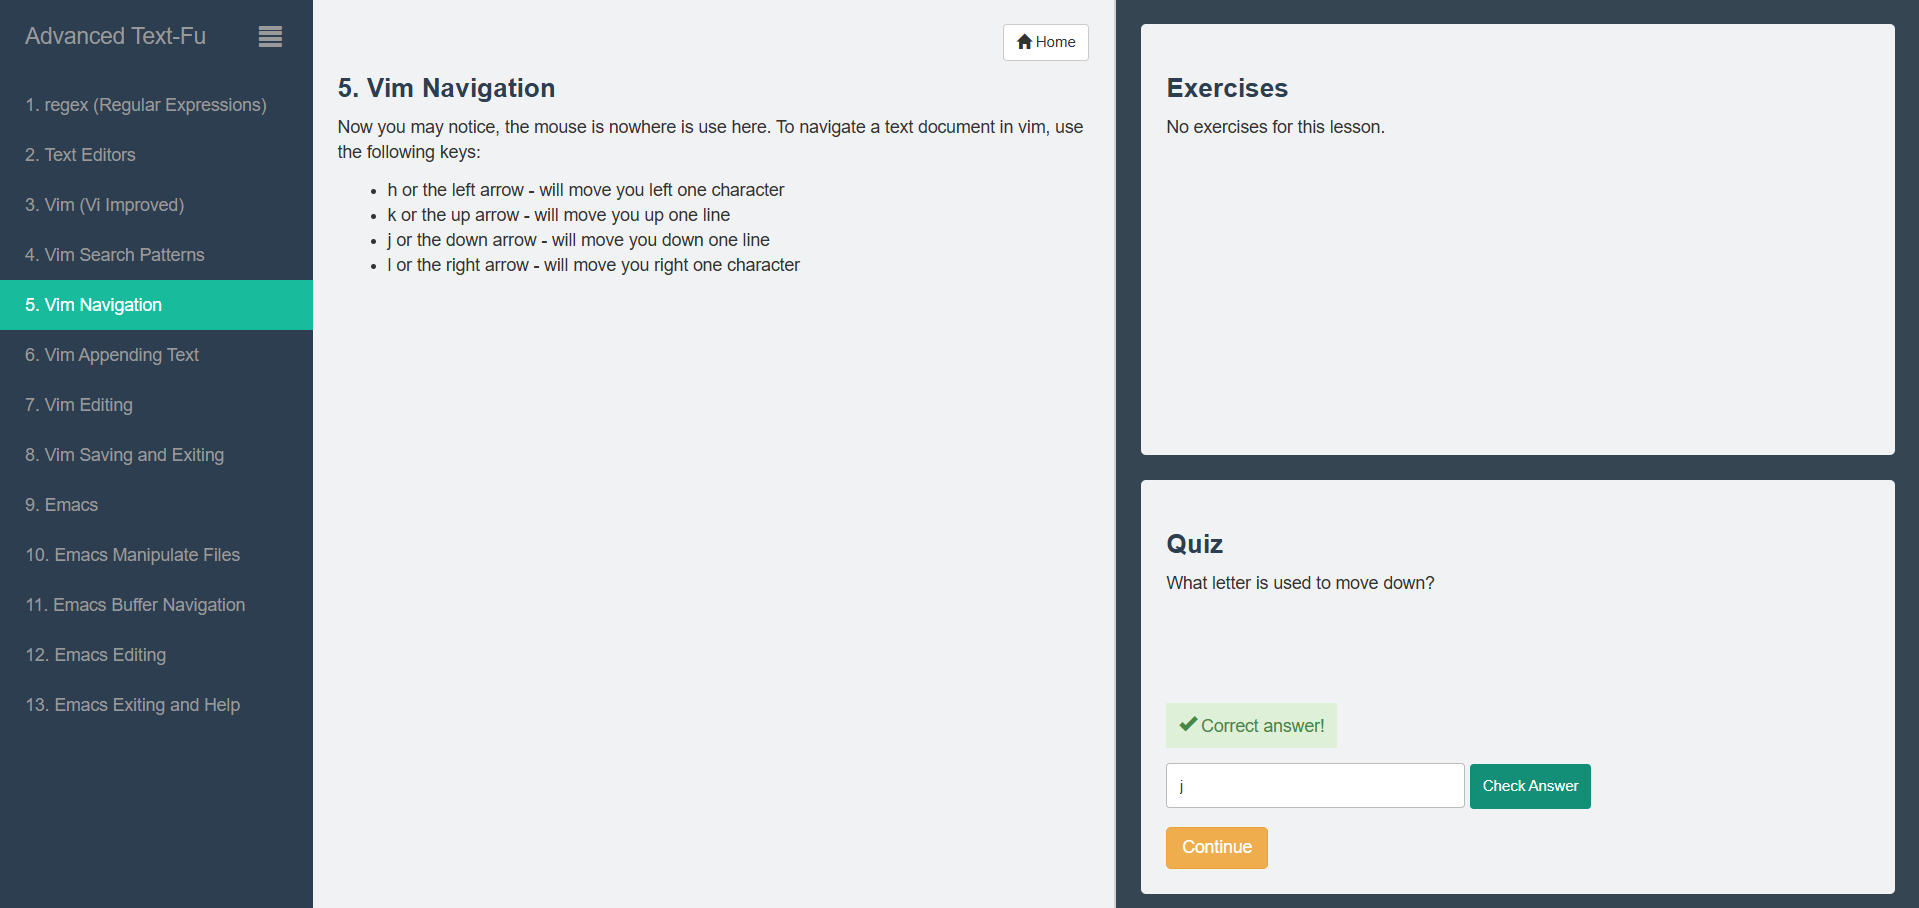 Advanced Text-Fu
1. regex (Regular Expressions)
2. Text Editors
3. Vim (Vi Improved)
4. Vim Search Patterns
5. Vim Navigation
6. Vim Appending Text
7. Vim Editing
8. Vim Saving and Exiting
9. Emacs
10. Emacs Manipulate Files
11. Emacs Buffer Navigation
12. Emacs Editing
13. Emacs Exiting and Help
Home
5. Vim Navigation
Now you may notice, the mouse is nowhere is use here. To navigate a text document in vim, use
the following keys:
• h or the left arrow - will move you left one character
• k or the up arrow - will move you up one line
• j or the down arrow - will move you down one line
• l or the right arrow - will move you right one character
Exercises
No exercises for this lesson.
Quiz
What letter is used to move down?
Correct answer!
j
Check Answer
Continue